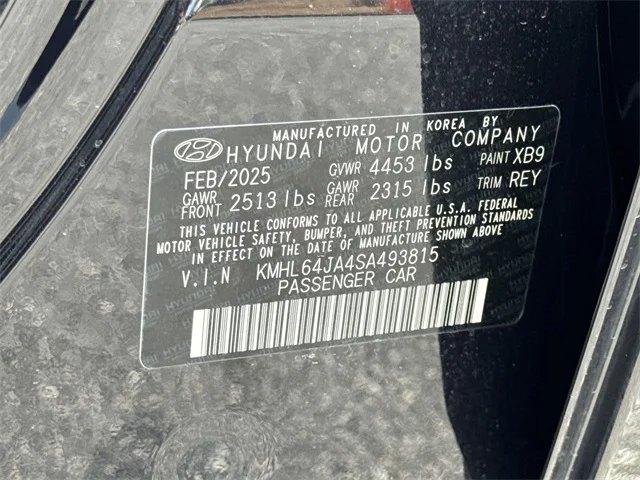 MANUFACTURED IN KOREA BY
HYUNDAI MOTOR COMPANY
FEB/2025 GVWR 4453 lbs PAINT XB9
GAWR FRONT 2513 lbs GAWR REAR 2315 lbs TRIM REY
THIS VEHICLE CONFORMS TO ALL APPLICABLE U.S.A. FEDERAL
MOTOR VEHICLE SAFETY, BUMPER, AND THEFT PREVENTION STANDARDS
IN EFFECT ON THE DATE OF MANUFACTURE SHOWN ABOVE.
V.I.N KMHL64JA4SA493815
PASSENGER CAR